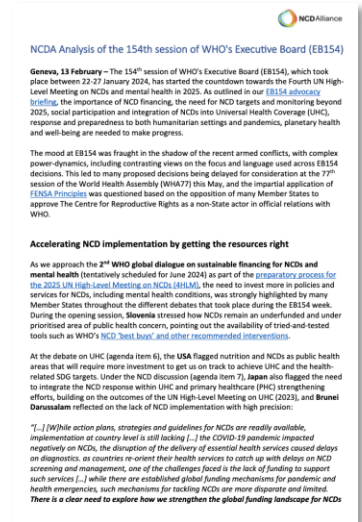 NCDAlliance
NCDA Analysis of the 154th session of WHO's Executive Board (EB154)
Geneva, 13 February – The 154th session of WHO's Executive Board (EB154), which took
place between 22-27 January 2024, has started the countdown towards the Fourth UN High-
Level Meeting on NCDs and mental health in 2025. As outlined in our EB154 advocacy
briefing, the importance of NCD financing, the need for NCD targets and monitoring beyond
2025, social participation and integration of NCDs into Universal Health Coverage (UHC),
response and preparedness to both humanitarian settings and pandemics, planetary health
and well-being are needed to make progress.
The mood at EB154 was fraught in the shadow of the recent armed conflicts, with complex
power-dynamics, including contrasting views on the focus and language used across EB154
decisions. This led to many proposed decisions being delayed for consideration at the 77th
session of the World Health Assembly (WHA77) this May, and the impartial application of
FENSA Principles was questioned based on the opposition of many Member States to
approve The Centre for Reproductive Rights as a non-State actor in official relations with
WHO.
Accelerating NCD implementation by getting the resources right
As we approach the 2nd WHO global dialogue on sustainable financing for NCDs and
mental health (tentatively scheduled for June 2024) as part of the preparatory process for
the 2025 UN High-Level Meeting on NCDs (4HLM), the need to invest more in policies and
services for NCDs, including mental health conditions, was strongly highlighted by many
Member States throughout the different debates that took place during the EB154 week.
During the opening session, Slovenia stressed how NCDs remain an underfunded and under
prioritised area of public health concern, pointing out the availability of tried-and-tested
tools such as WHO's NCD 'best buys' and other recommended interventions.
At the debate on UHC (agenda item 6), the USA flagged nutrition and NCDs as public health
areas that will require more investment to get us on track to achieve UHC and the health-
related SDG targets. Under the NCD discussion (agenda item 7), Japan also flagged the
need to integrate the NCD response within UHC and primary healthcare (PHC) strengthening
efforts, building on the outcomes of the UN High-Level Meeting on UHC (2023), and Brunei
Darussalam reflected on the lack of NCD implementation with high precision:
"[...] [W]hile action plans, strategies and guidelines for NCDs are readily available,
implementation at country level is still lacking [...] the COVID-19 pandemic impacted
negatively on NCDs, the disruption of the delivery of essential health services caused delays
on diagnostics. as countries re-orient their health services to catch up with delays on NCD
screening and management, one of the challenges faced is the lack of funding to support
such services [...] while there are established global funding mechanisms for pandemic and
health emergencies, such mechanisms for tackling NCDs are more disparate and limited.
There is a clear need to explore how we strengthen the global funding landscape for NCDs